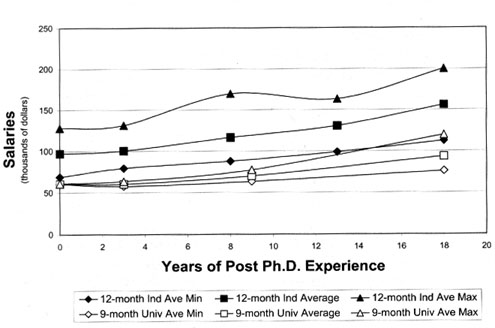 250
200
150
100
50
0
Salaries
(thousands of dollars)
0 2 4 6 8 10 12 14 16 18 20
Years of Post Ph.D. Experience
12-month Ind Ave Min 12-month Ind Average 12-month Ind Ave Max
9-month Univ Ave Min 9-month Univ Average 9-month Univ Ave Max